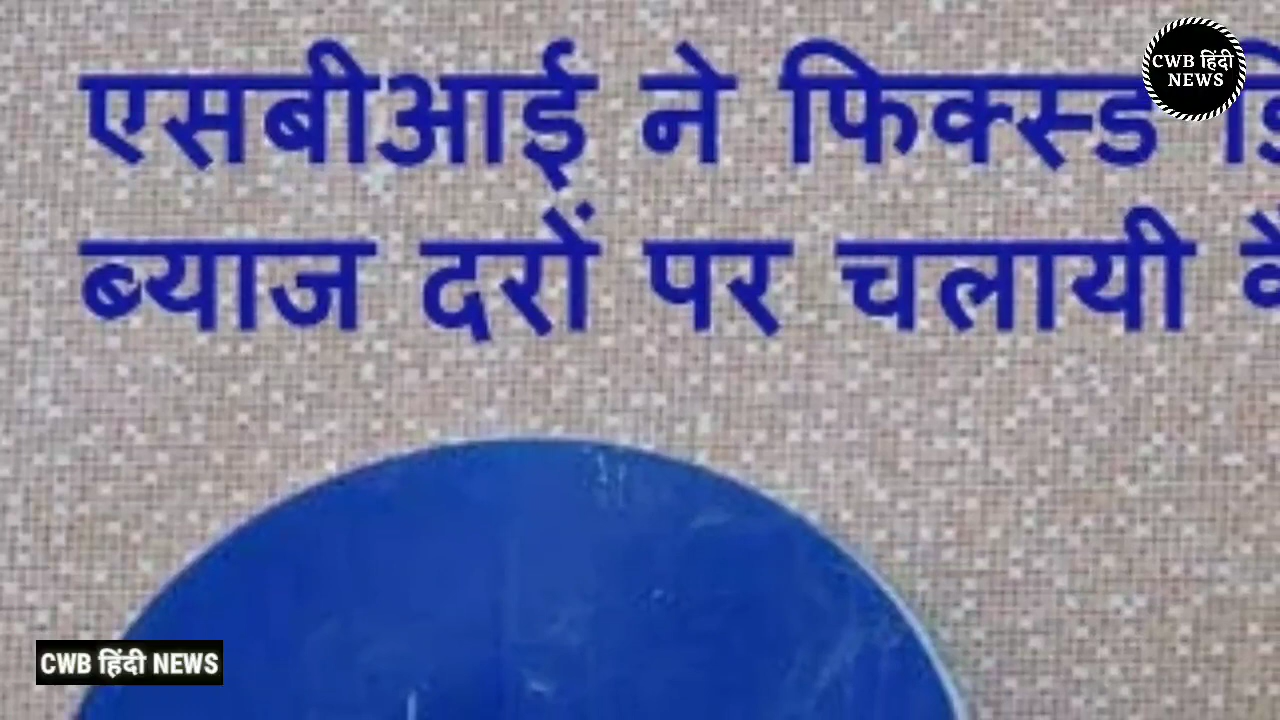 एसबीआई ने फिक्स्ड
ब्याज दरों पर चलायी
CWB हिंदी
NEWS
CWB हिंदी NEWS